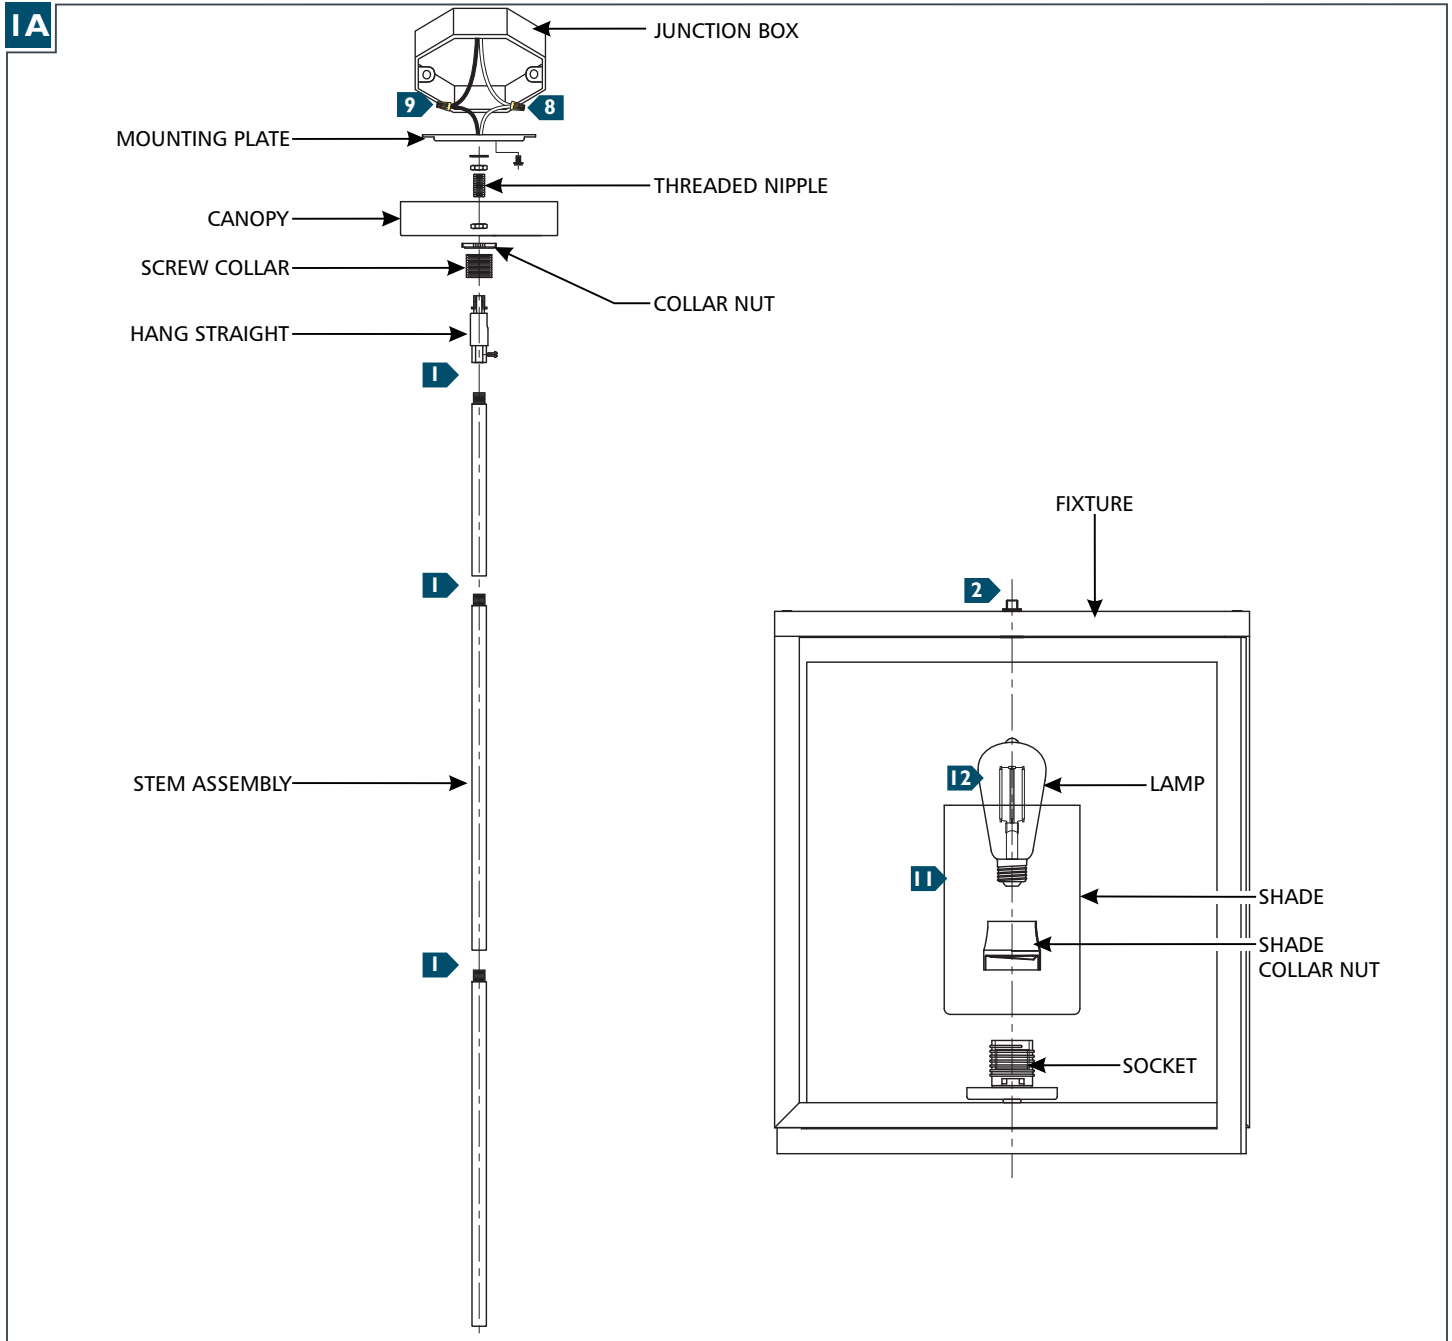 1A
JUNCTION BOX
9
8
MOUNTING PLATE
THREADED NIPPLE
CANOPY
SCREW COLLAR
COLLAR NUT
HANG STRAIGHT
1
FIXTURE
1
2
STEM ASSEMBLY
12
LAMP
11
SHADE
SHADE
COLLAR NUT
1
SOCKET